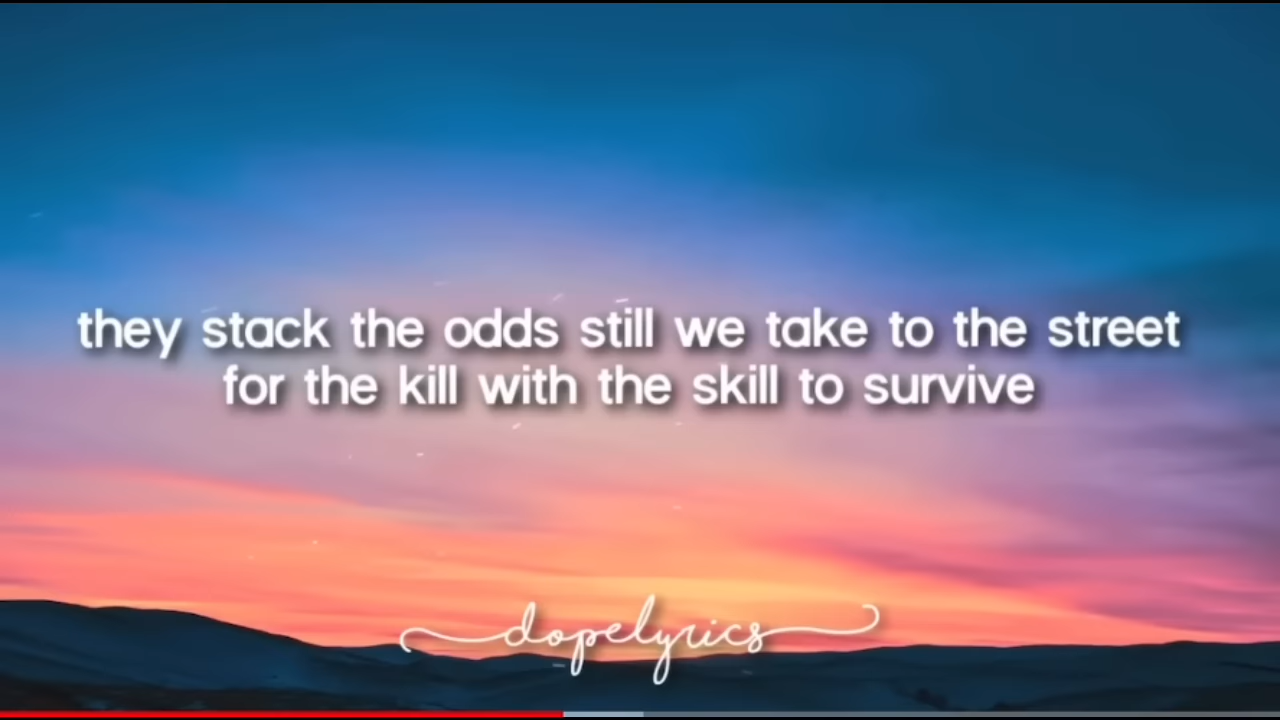 they stack the odds still we take to the street
for the kill with the skill to survive
dopelyrics